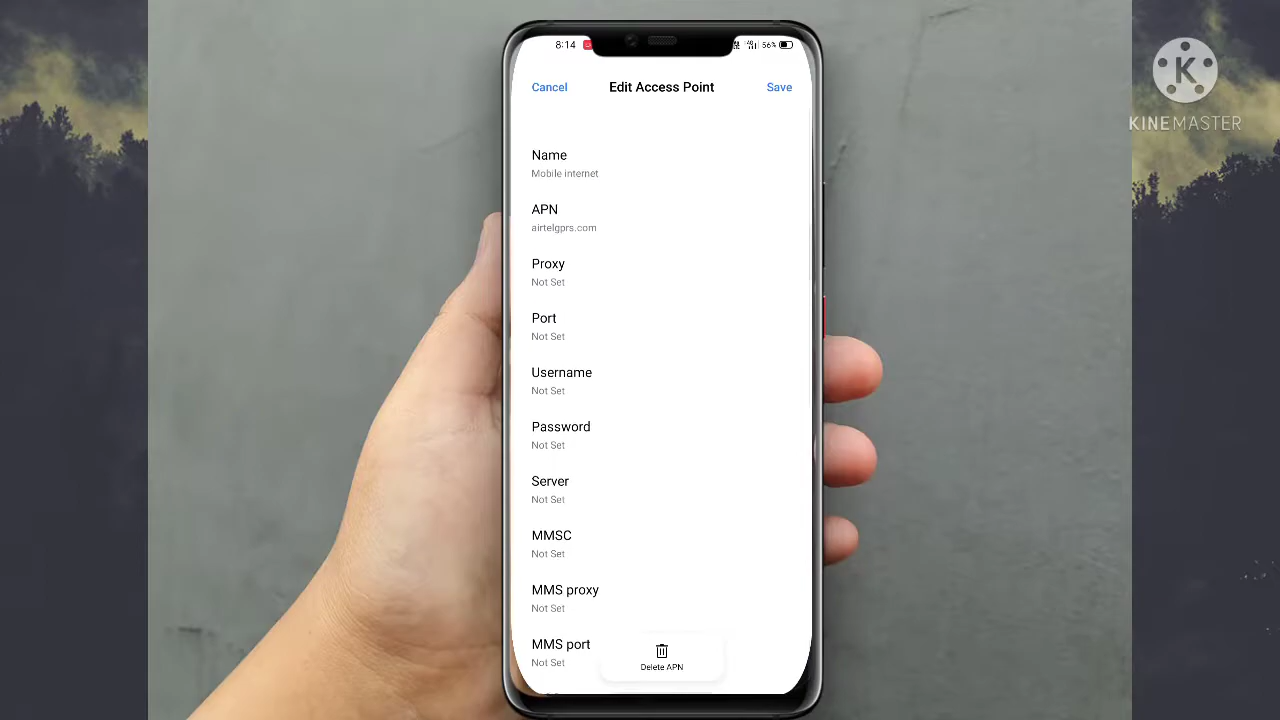 8:14
56%
Cancel
Edit Access Point
Save
K
KINEMASTER
Name
Mobile internet
APN
airtelgprs.com
Proxy
Not Set
Port
Not Set
Username
Not Set
Password
Not Set
Server
Not Set
MMSC
Not Set
MMS proxy
Not Set
MMS port
Not Set
Delete APN